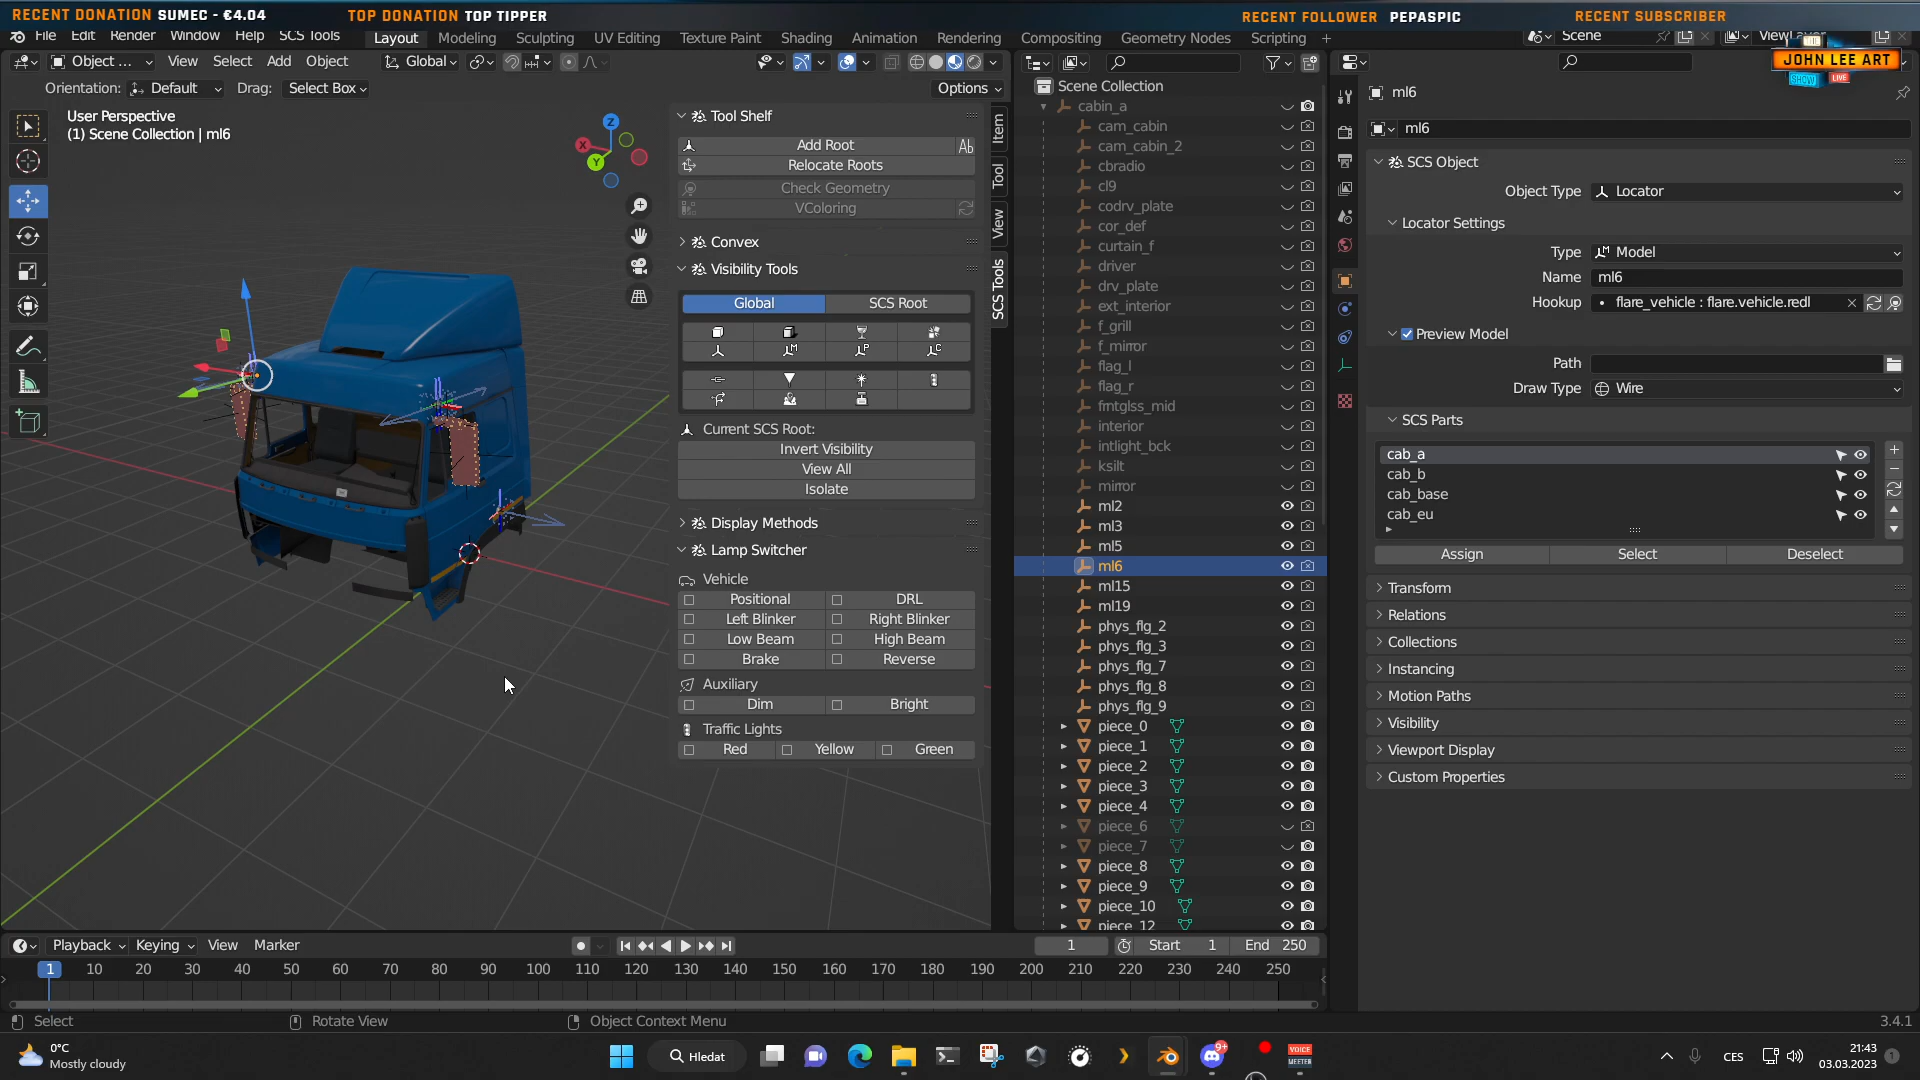 RECENT DONATION SUMEC - €4.04
TOP DONATION TOP TIPPER
RECENT FOLLOWER PEPASPIC
RECENT SUBSCRIBER
JOHN LEE ART
SHOW
LIVE
File Edit Render Window Help SCS Tools
Layout Modeling Sculpting UV Editing Texture Paint Shading Animation Rendering Compositing Geometry Nodes Scripting +
Scene
ViewLayer
Object ... View Select Add Object Global
Orientation: Default Drag: Select Box
Options
User Perspective
(1) Scene Collection | ml6
Z
X
Y
Tool Shelf
Add Root
Ab
Relocate Roots
Check Geometry
VColoring
Convex
Visibility Tools
Global SCS Root
Current SCS Root:
Invert Visibility
View All
Isolate
Display Methods
Lamp Switcher
Vehicle
Positional DRL
Left Blinker Right Blinker
Low Beam High Beam
Brake Reverse
Auxiliary
Dim Bright
Traffic Lights
Red Yellow Green
Item
Tool
View
SCS Tools
Scene Collection
cabin_a
cam_cabin
cam_cabin_2
cbradio
cl9
codrv_plate
cor_def
curtain_f
driver
drv_plate
ext_interior
f_grill
f_mirror
flag_l
flag_r
frntglss_mid
interior
intlight_bck
ksilt
mirror
ml2
ml3
ml5
ml6
ml15
ml19
phys_flg_2
phys_flg_3
phys_flg_7
phys_flg_8
phys_flg_9
piece_0
piece_1
piece_2
piece_3
piece_4
piece_6
piece_7
piece_8
piece_9
piece_10
piece_12
ml6
ml6
SCS Object
Object Type Locator
Locator Settings
Type Model
Name ml6
Hookup flare_vehicle : flare.vehicle.redl
Preview Model
Path
Draw Type Wire
SCS Parts
cab_a
cab_b
cab_base
cab_eu
Assign Select Deselect
Transform
Relations
Collections
Instancing
Motion Paths
Visibility
Viewport Display
Custom Properties
Playback Keying View Marker
1 Start 1 End 250
1 10 20 30 40 50 60 70 80 90 100 110 120 130 140 150 160 170 180 190 200 210 220 230 240 250
Select Rotate View Object Context Menu 3.4.1
0°C
Mostly cloudy
Hledat
9+
VOICE
MEETER
CES
21:43
03.03.2023
1